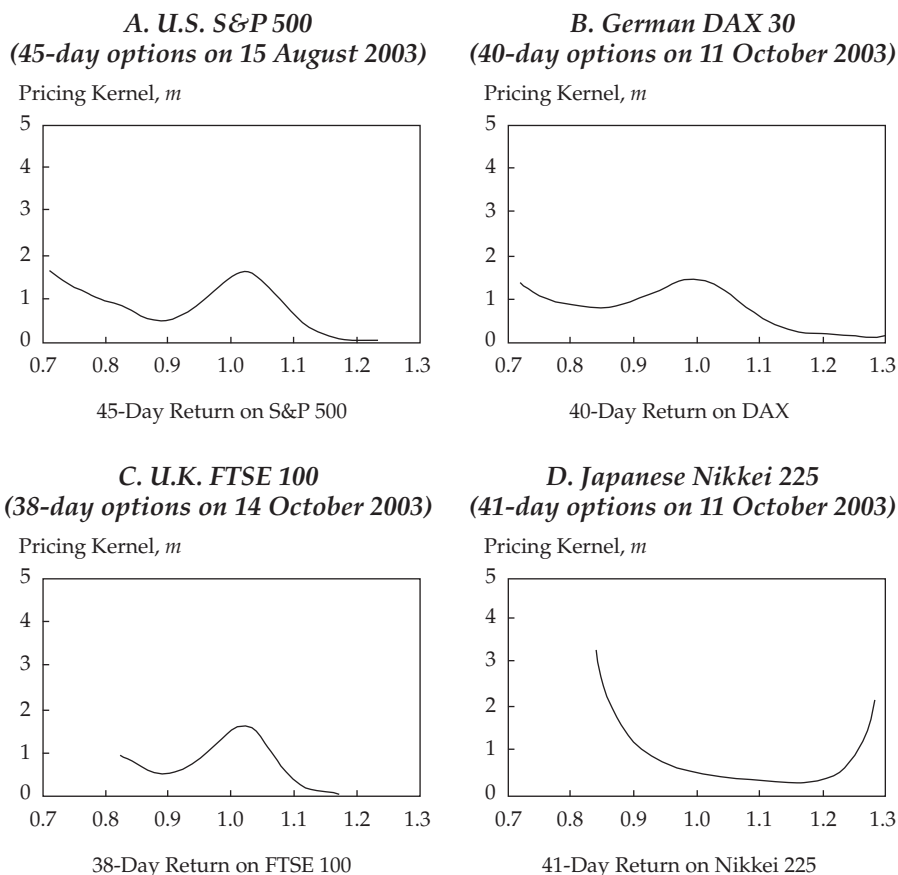 A. U.S. S&P 500
(45-day options on 15 August 2003)
Pricing Kernel, m
5
4
3
2
1
0
0.7 0.8 0.9 1.0 1.1 1.2 1.3
45-Day Return on S&P 500
B. German DAX 30
(40-day options on 11 October 2003)
Pricing Kernel, m
5
4
3
2
1
0
0.7 0.8 0.9 1.0 1.1 1.2 1.3
40-Day Return on DAX
C. U.K. FTSE 100
(38-day options on 14 October 2003)
Pricing Kernel, m
5
4
3
2
1
0
0.7 0.8 0.9 1.0 1.1 1.2 1.3
38-Day Return on FTSE 100
D. Japanese Nikkei 225
(41-day options on 11 October 2003)
Pricing Kernel, m
5
4
3
2
1
0
0.7 0.8 0.9 1.0 1.1 1.2 1.3
41-Day Return on Nikkei 225